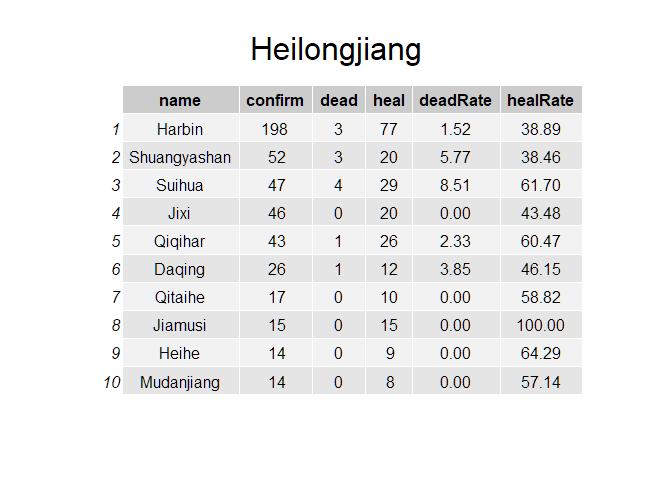 Heilongjiang
name confirm dead heal deadRate healRate
1 Harbin 198 3 77 1.52 38.89
2 Shuangyashan 52 3 20 5.77 38.46
3 Suihua 47 4 29 8.51 61.70
4 Jixi 46 0 20 0.00 43.48
5 Qiqihar 43 1 26 2.33 60.47
6 Daqing 26 1 12 3.85 46.15
7 Qitaihe 17 0 10 0.00 58.82
8 Jiamusi 15 0 15 0.00 100.00
9 Heihe 14 0 9 0.00 64.29
10 Mudanjiang 14 0 8 0.00 57.14